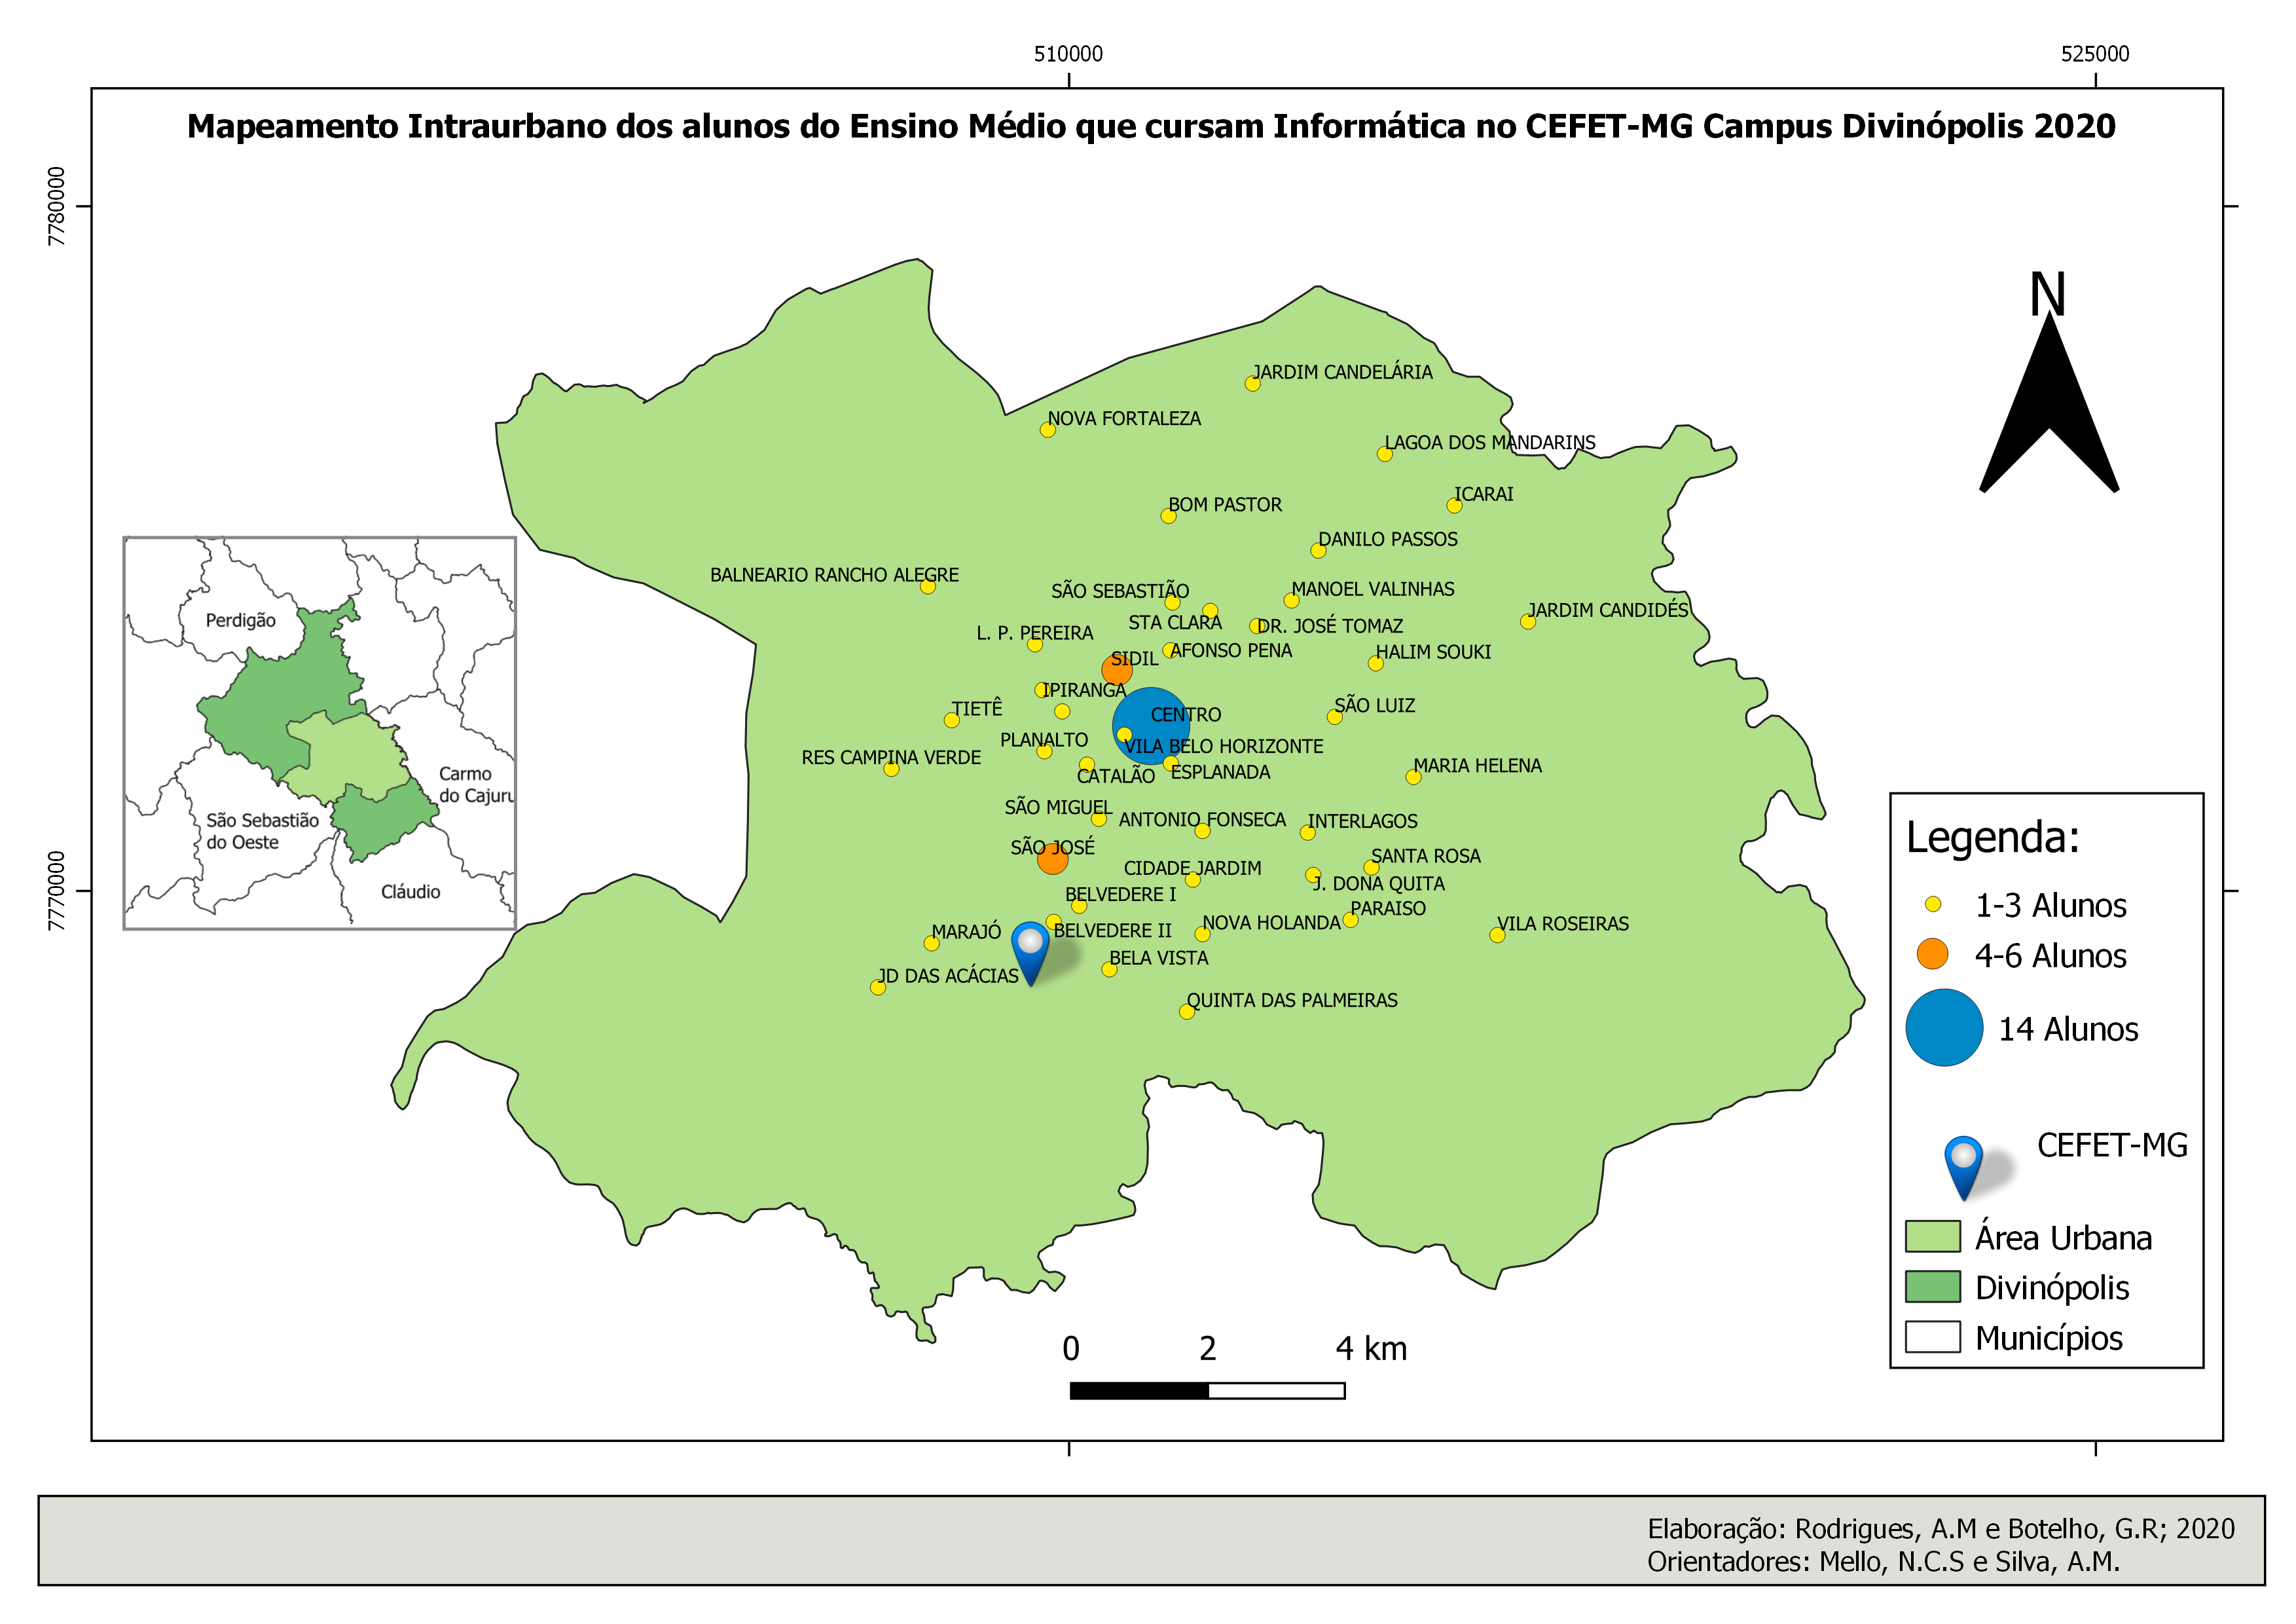 510000
525000
Mapeamento Intraurbano dos alunos do Ensino Médio que cursam Informática no CEFET-MG Campus Divinópolis 2020
7780000
7770000
JARDIM CANDELÁRIA
NOVA FORTALEZA
LAGOA DOS MANDARINS
ICARAI
BOM PASTOR
DANILO PASSOS
BALNEARIO RANCHO ALEGRE
SÃO SEBASTIÃO
MANOEL VALINHAS
JARDIM CANDIDÉS
STA CLARA
DR. JOSÉ TOMAZ
L. P. PEREIRA
AFONSO PENA
HALIM SOUKI
SIDIL
IPIRANGA
TIETÊ
SÃO LUIZ
CENTRO
PLANALTO
VILA BELO HORIZONTE
RES CAMPINA VERDE
MARIA HELENA
CATALÃO
ESPLANADA
SÃO MIGUEL
ANTONIO FONSECA
INTERLAGOS
SÃO JOSÉ
SANTA ROSA
CIDADE JARDIM
J. DONA QUITA
BELVEDERE I
PARAISO
NOVA HOLANDA
VILA ROSEIRAS
MARAJÓ
BELVEDERE II
BELA VISTA
JD DAS ACÁCIAS
QUINTA DAS PALMEIRAS
Perdigão
Carmo
do Cajuru
São Sebastião
do Oeste
Cláudio
Legenda:
1-3 Alunos
4-6 Alunos
14 Alunos
CEFET-MG
Área Urbana
Divinópolis
Municípios
N
0 2 4 km
Elaboração: Rodrigues, A.M e Botelho, G.R; 2020
Orientadores: Mello, N.C.S e Silva, A.M.